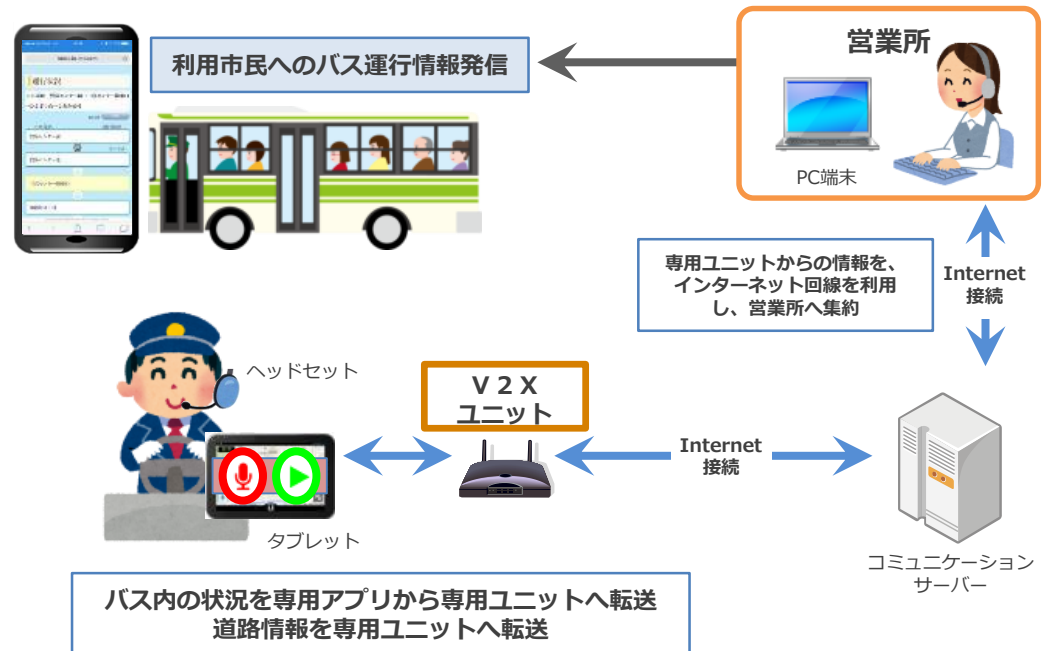 利用市民へのバス運行情報発信
営業所
PC端末
専用ユニットからの情報を、
インターネット回線を利用
し、営業所へ集約
Internet
接続
ヘッドセット
V 2 X
ユニット
Internet
接続
タブレット
コミュニケーション
サーバー
バス内の状況を専用アプリから専用ユニットへ転送
道路情報を専用ユニットへ転送